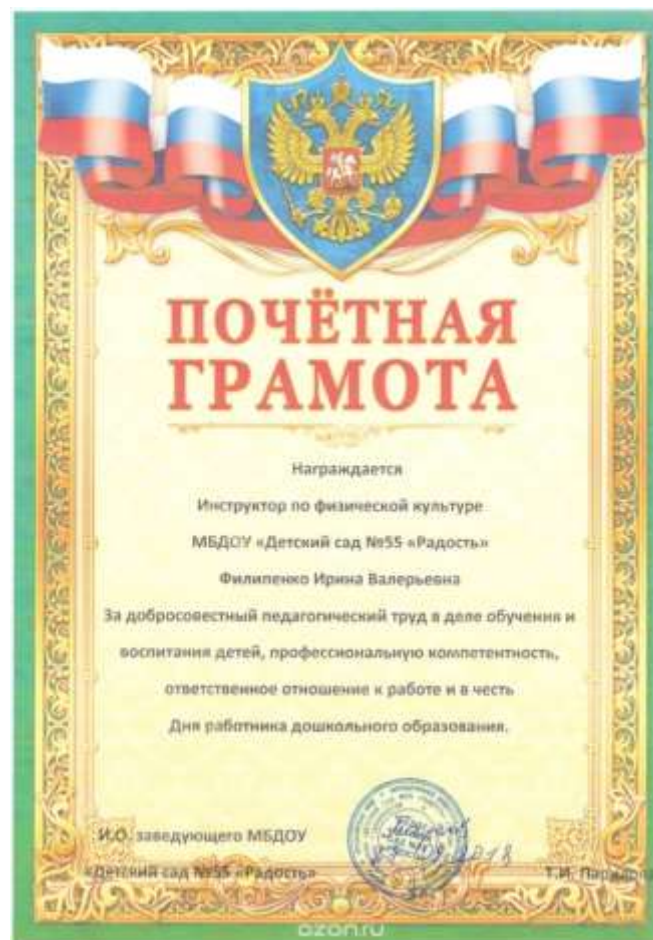 ПОЧЁТНАЯ
ГРАМОТА
Награждается
Инструктор по физической культуре
МБДОУ «Детский сад №55 «Радость»
Филипенко Ирина Валерьевна
За добросовестный педагогический труд в деле обучения и
воспитания детей, профессиональную компетентность,
ответственное отношение к работе и в честь
Дня работника дошкольного образования.
И.О. заведующего МБДОУ
«Детский сад №55 «Радость»
Т.И.
ozon.ru